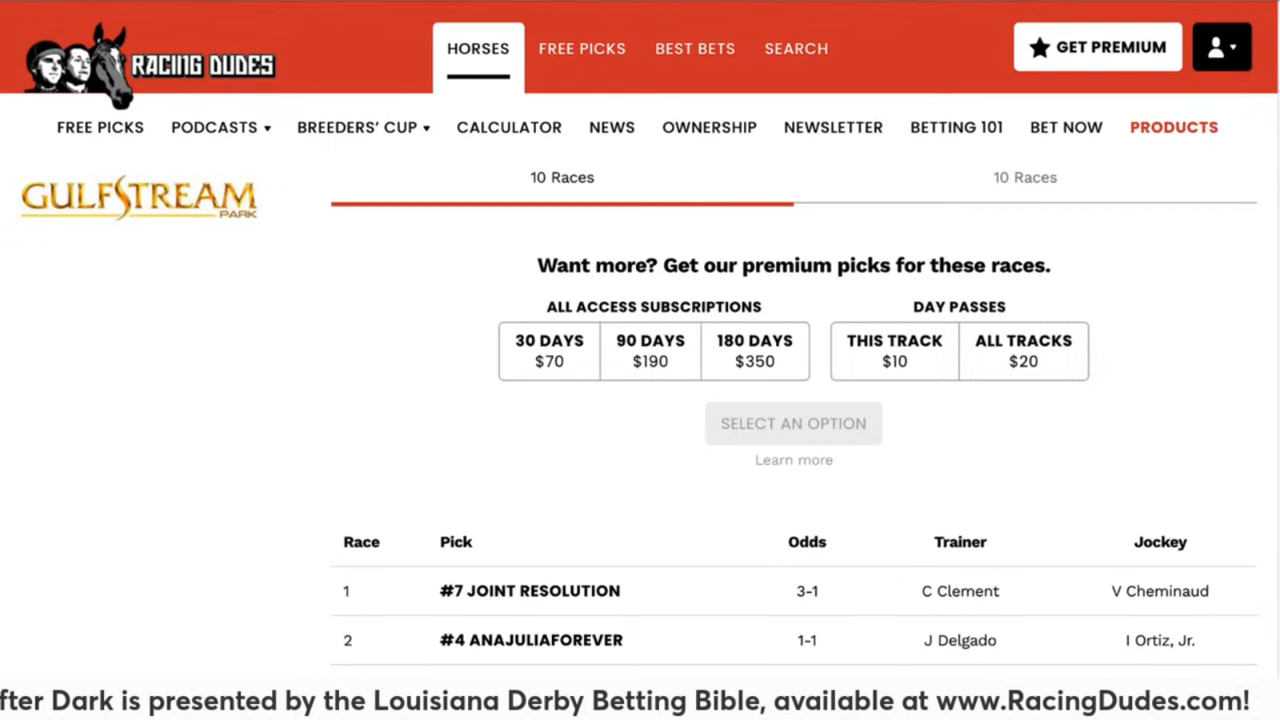 RACING DUDES
HORSES FREE PICKS BEST BETS SEARCH
GET PREMIUM
FREE PICKS PODCASTS BREEDERS' CUP CALCULATOR NEWS OWNERSHIP NEWSLETTER BETTING 101 BET NOW PRODUCTS
GULFSTREAM
PARK
10 Races 10 Races
Want more? Get our premium picks for these races.
ALL ACCESS SUBSCRIPTIONS DAY PASSES
30 DAYS 90 DAYS 180 DAYS THIS TRACK ALL TRACKS
$70 $190 $350 $10 $20
SELECT AN OPTION
Learn more
Race Pick Odds Trainer Jockey
1 #7 JOINT RESOLUTION 3-1 C Clement V Cheminaud
2 #4 ANAJULIAFOREVER 1-1 J Delgado I Ortiz, Jr.
fter Dark is presented by the Louisiana Derby Betting Bible, available at www.RacingDudes.com!